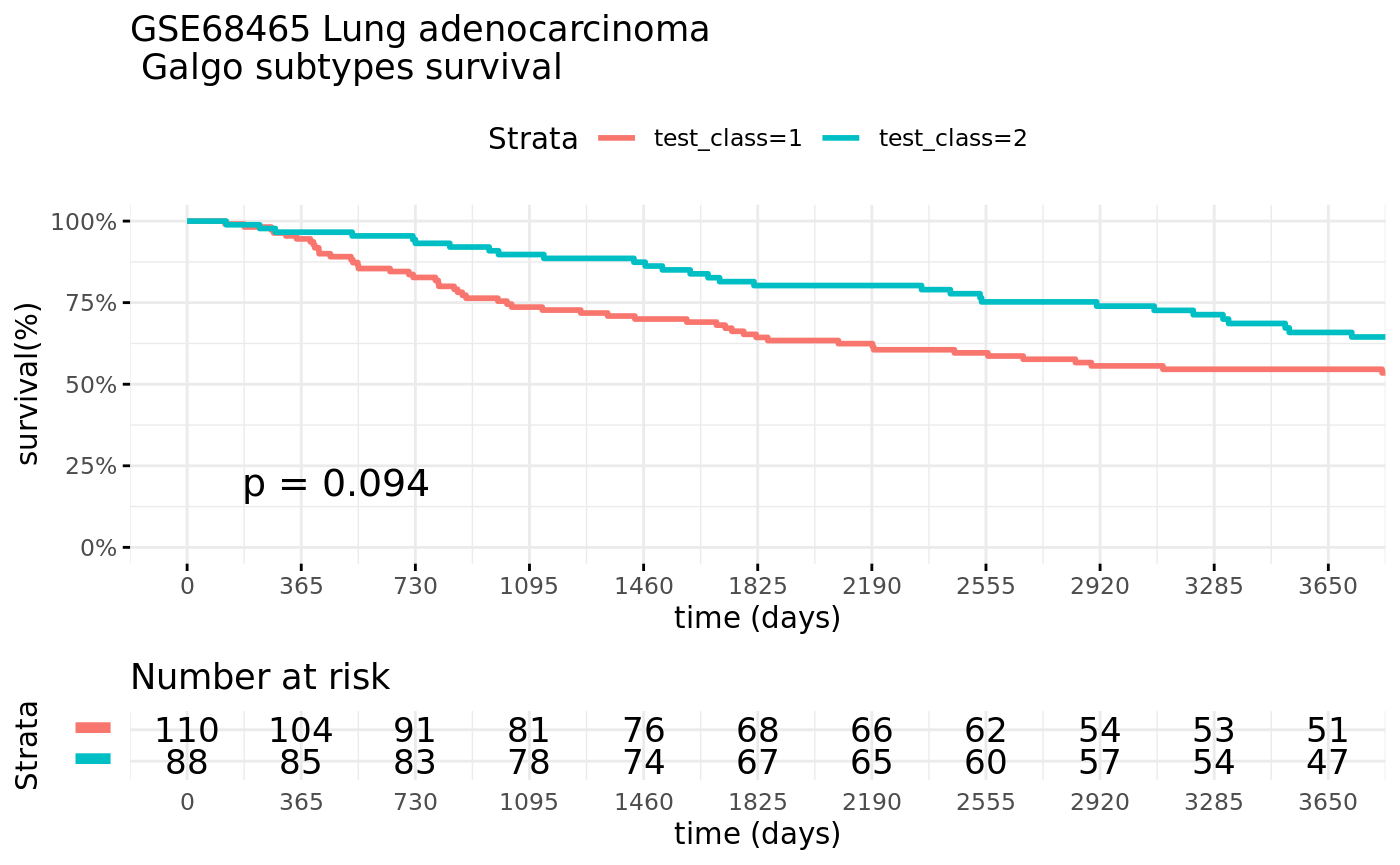 GSE68465 Lung adenocarcinoma
Galgo subtypes survival
Strata test_class=1 test_class=2
100%
75%
50%
25%
0%
survival(%)
p = 0.094
0 365 730 1095 1460 1825 2190 2555 2920 3285 3650
time (days)
Number at risk
Strata
110 104 91 81 76 68 66 62 54 53 51
88 85 83 78 74 67 65 60 57 54 47
0 365 730 1095 1460 1825 2190 2555 2920 3285 3650
time (days)